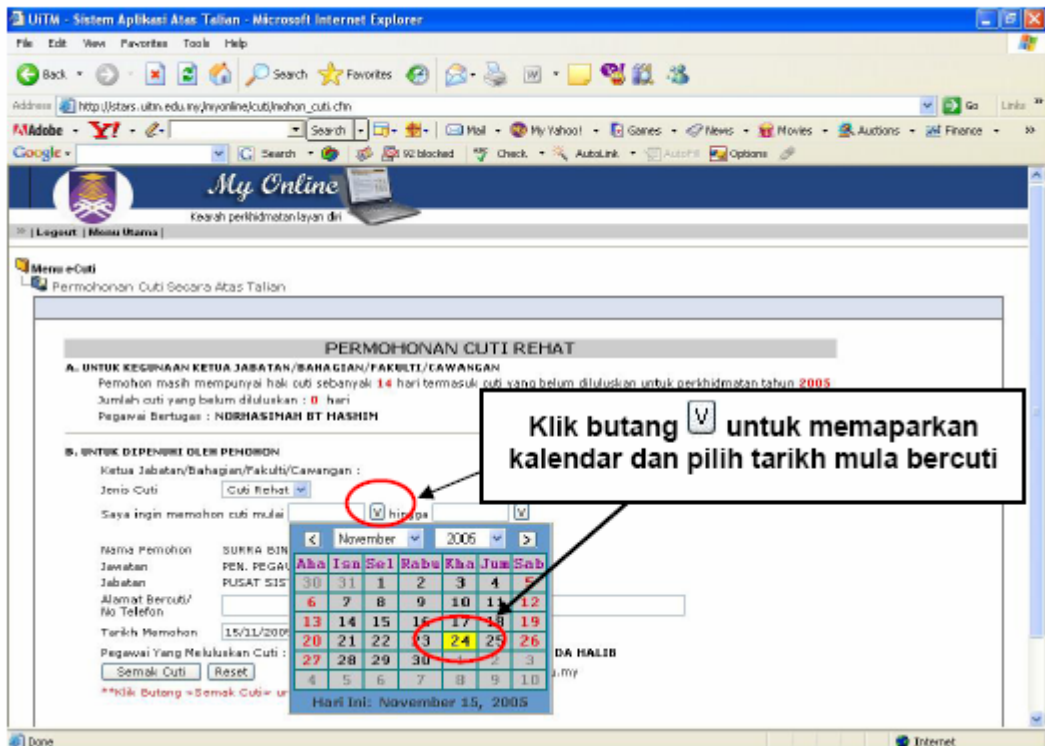 UiTM - Sistem Aplikasi Atas Talian - Microsoft Internet Explorer
File Edit View Favorites Tools Help
Back Search Favorites
Address http://istars.uitm.edu.my/myonline/cuti/mohon_cuti.cfm Go Links »
Adobe Y! Search Mail My Yahoo! Games News Movies Auctions Finance »
Google Search 92 blocked Check AutoLink AutoFill Options
My Online
Kearah perkhidmatan layan diri
» | Logout | Menu Utama |
Menu eCuti
Permohonan Cuti Secara Atas Talian
PERMOHONAN CUTI REHAT
A. UNTUK KEGUNAAN KETUA JABATAN/BAHAGIAN/FAKULTI/CAWANGAN
Pemohon masih mempunyai hak cuti sebanyak 14 hari termasuk cuti yang belum diluluskan untuk perkhidmatan tahun 2005
Jumlah cuti yang belum diluluskan : 0 hari
Pegawai Bertugas : NORHASIMAH BT HASHIM
Klik butang V untuk memaparkan
kalendar dan pilih tarikh mula bercuti
B. UNTUK DIPENUHI OLEH PEMOHON
Ketua Jabatan/Bahagian/Fakulti/Cawangan :
Jenis Cuti Cuti Rehat
Saya ingin memohon cuti mulai V hingga V
November 2005
Aha Isn Sel Rabu Kha Jum Sab
30 31 1 2 3 4 5
6 7 8 9 10 11 12
13 14 15 16 17 18 19
20 21 22 23 24 25 26
27 28 29 30 1 2 3
4 5 6 7 8 9 10
Hari Ini: November 15, 2005
Nama Pemohon SURRA BIN
Jawatan PEN. PEGAW
Jabatan PUSAT SIST
Alamat Bercuti/
No Telefon
Tarikh Memohon 15/11/2005
Pegawai Yang Meluluskan Cuti : DA HALIB
Semak Cuti Reset .my
**Klik Butang «Semak Cuti» un
Done Internet